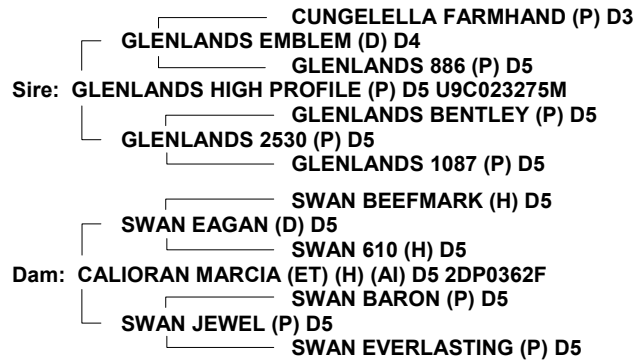 CUNGELELLA FARMHAND (P) D3
GLENLANDS EMBLEM (D) D4
GLENLANDS 886 (P) D5
Sire: GLENLANDS HIGH PROFILE (P) D5 U9C023275M
GLENLANDS BENTLEY (P) D5
GLENLANDS 2530 (P) D5
GLENLANDS 1087 (P) D5
SWAN BEEFMARK (H) D5
SWAN EAGAN (D) D5
SWAN 610 (H) D5
Dam: CALIORAN MARCIA (ET) (H) (AI) D5 2DP0362F
SWAN BARON (P) D5
SWAN JEWEL (P) D5
SWAN EVERLASTING (P) D5